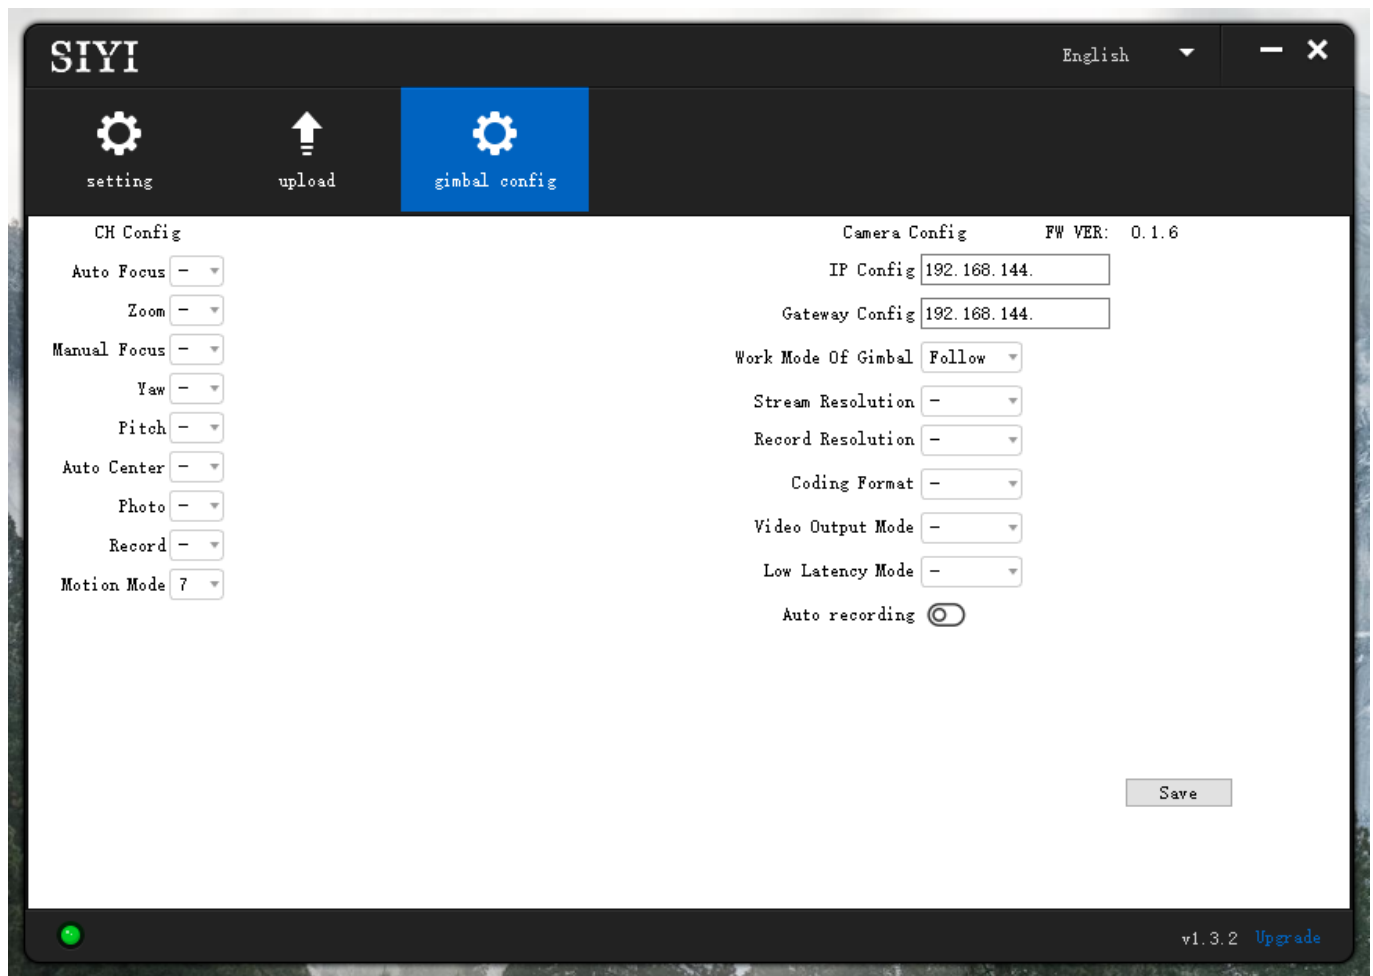 SIYI
English
setting
upload
gimbal config
CH Config
Auto Focus -
Zoom -
Manual Focus -
Yaw -
Pitch -
Auto Center -
Photo -
Record -
Motion Mode 7
Camera Config FW VER: 0.1.6
IP Config 192.168.144.
Gateway Config 192.168.144.
Work Mode Of Gimbal Follow
Stream Resolution -
Record Resolution -
Coding Format -
Video Output Mode -
Low Latency Mode -
Auto recording
Save
v1.3.2 Upgrade